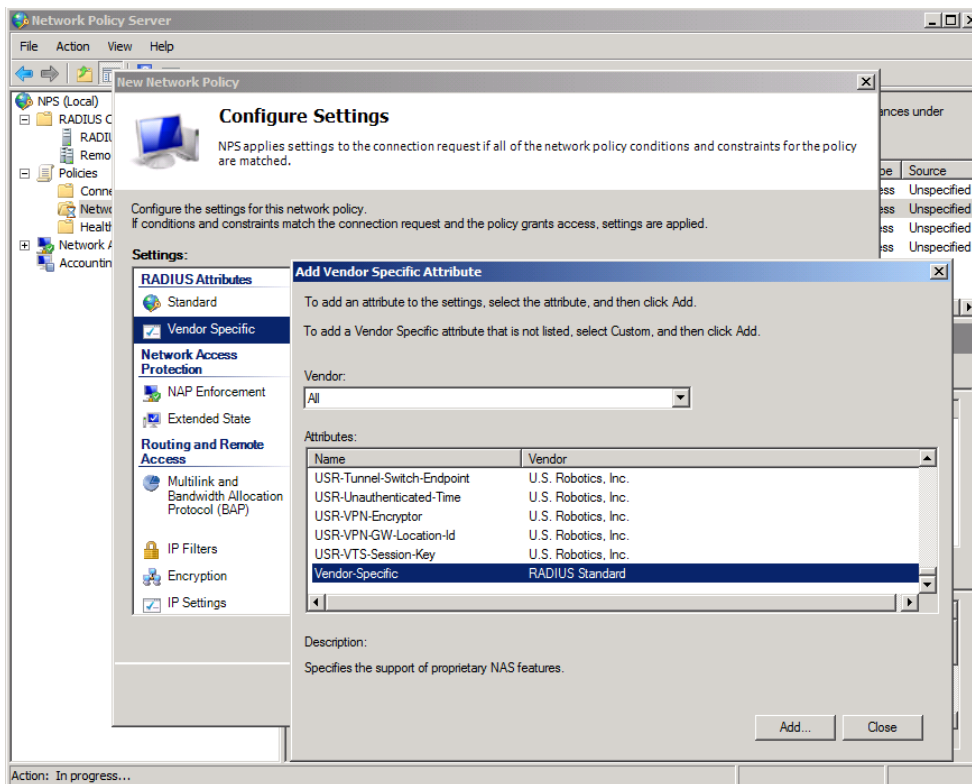 Network Policy Server
File Action View Help
New Network Policy
NPS (Local)
RADIUS C
RADIU
Remo
Policies
Conne
Netwo
Healt
Network A
Accountin
Configure Settings
NPS applies settings to the connection request if all of the network policy conditions and constraints for the policy
are matched.
ances under
pe Source
ess Unspecified
ess Unspecified
ess Unspecified
ess Unspecified
Configure the settings for this network policy.
If conditions and constraints match the connection request and the policy grants access, settings are applied.
Settings:
RADIUS Attributes
Standard
Vendor Specific
Network Access
Protection
NAP Enforcement
Extended State
Routing and Remote
Access
Multilink and
Bandwidth Allocation
Protocol (BAP)
IP Filters
Encryption
IP Settings
Add Vendor Specific Attribute
To add an attribute to the settings, select the attribute, and then click Add.
To add a Vendor Specific attribute that is not listed, select Custom, and then click Add.
Vendor:
All
Attributes:
Name Vendor
USR-Tunnel-Switch-Endpoint U.S. Robotics, Inc.
USR-Unauthenticated-Time U.S. Robotics, Inc.
USR-VPN-Encryptor U.S. Robotics, Inc.
USR-VPN-GW-Location-Id U.S. Robotics, Inc.
USR-VTS-Session-Key U.S. Robotics, Inc.
Vendor-Specific RADIUS Standard
Description:
Specifies the support of proprietary NAS features.
Add... Close
Action: In progress...